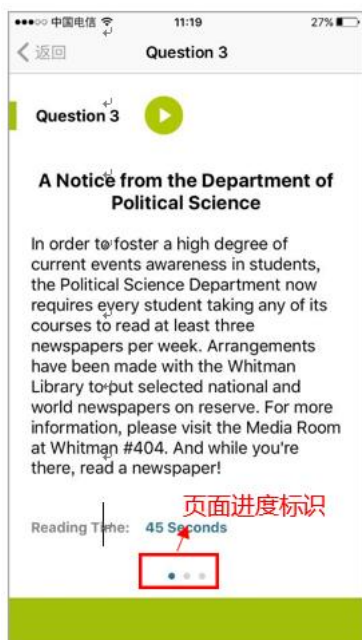 中国电信 11:19 27%
返回 Question 3
Question 3
A Notice from the Department of
Political Science
In order to foster a high degree of
current events awareness in students,
the Political Science Department now
requires every student taking any of its
courses to read at least three
newspapers per week. Arrangements
have been made with the Whitman
Library to put selected national and
world newspapers on reserve. For more
information, please visit the Media Room
at Whitman #404. And while you're
there, read a newspaper!
页面进度标识
Reading Time: 45 Seconds